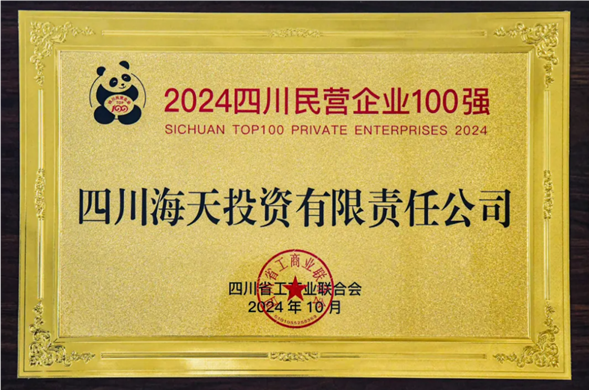 2024四川民营企业100强
SICHUAN TOP100 PRIVATE ENTERPRISES 2024
四川海天投资有限责任公司
四川省工商业联合会
2024年10月